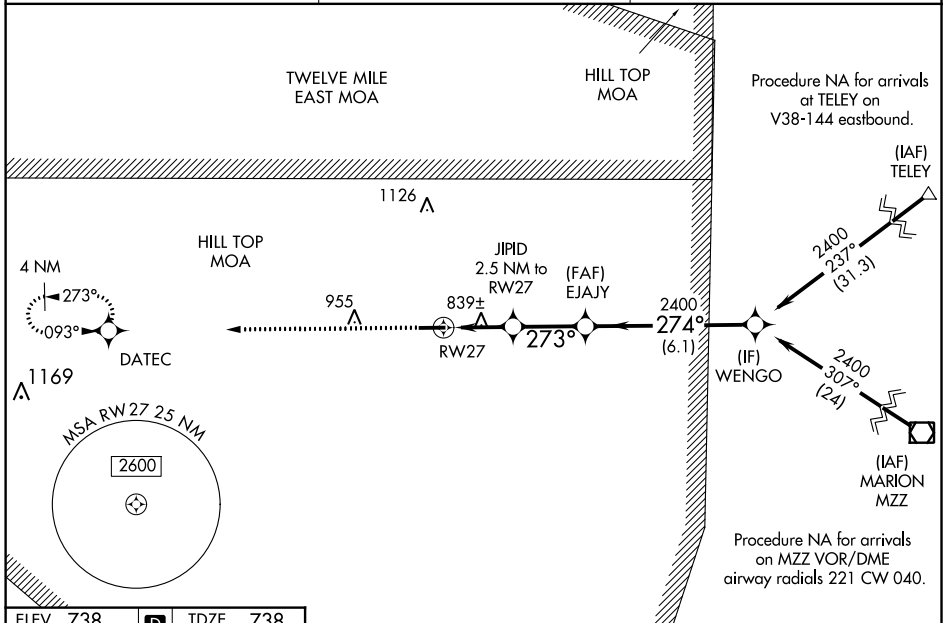 TWELVE MILE
EAST MOA
HILL TOP
MOA
Procedure NA for arrivals
at TELEY on
V38-144 eastbound.
(IAF)
TELEY
1126
2400
237°
(31.3)
HILL TOP
MOA
4 NM
273°
093°
DATEC
1169
955
839±
JIPID
2.5 NM to
RW27
(FAF)
EJAJY
RW27
273°
2400
274°
(6.1)
(IF)
WENGO
2400
307°
(24)
(IAF)
MARION
MZZ
MSA RW27 25 NM
2600
Procedure NA for arrivals
on MZZ VOR/DME
airway radials 221 CW 040.
ELEV 738 D TDZE 738